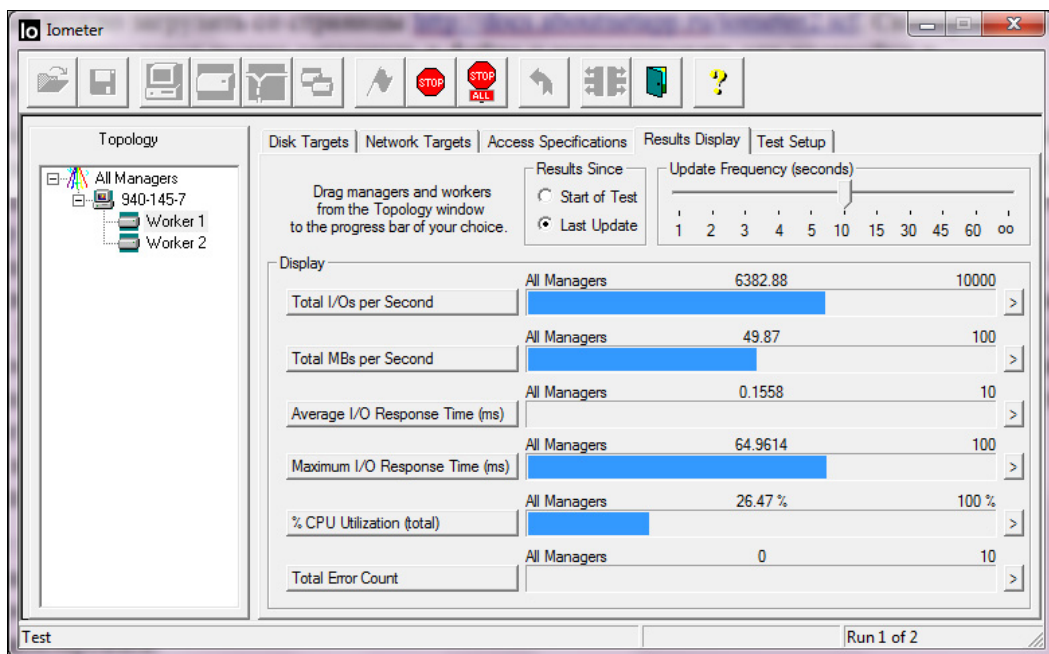 Iometer
STOP
STOP
ALL
?
Topology
All Managers
940-145-7
Worker 1
Worker 2
Disk Targets
Network Targets
Access Specifications
Results Display
Test Setup
Drag managers and workers
from the Topology window
to the progress bar of your choice.
Results Since
Start of Test
Last Update
Update Frequency (seconds)
1 2 3 4 5 10 15 30 45 60 oo
Display
All Managers 6382.88 10000
Total I/Os per Second >
All Managers 49.87 100
Total MBs per Second >
All Managers 0.1558 10
Average I/O Response Time (ms) >
All Managers 64.9614 100
Maximum I/O Response Time (ms) >
All Managers 26.47 % 100 %
% CPU Utilization (total) >
All Managers 0 10
Total Error Count >
Test
Run 1 of 2